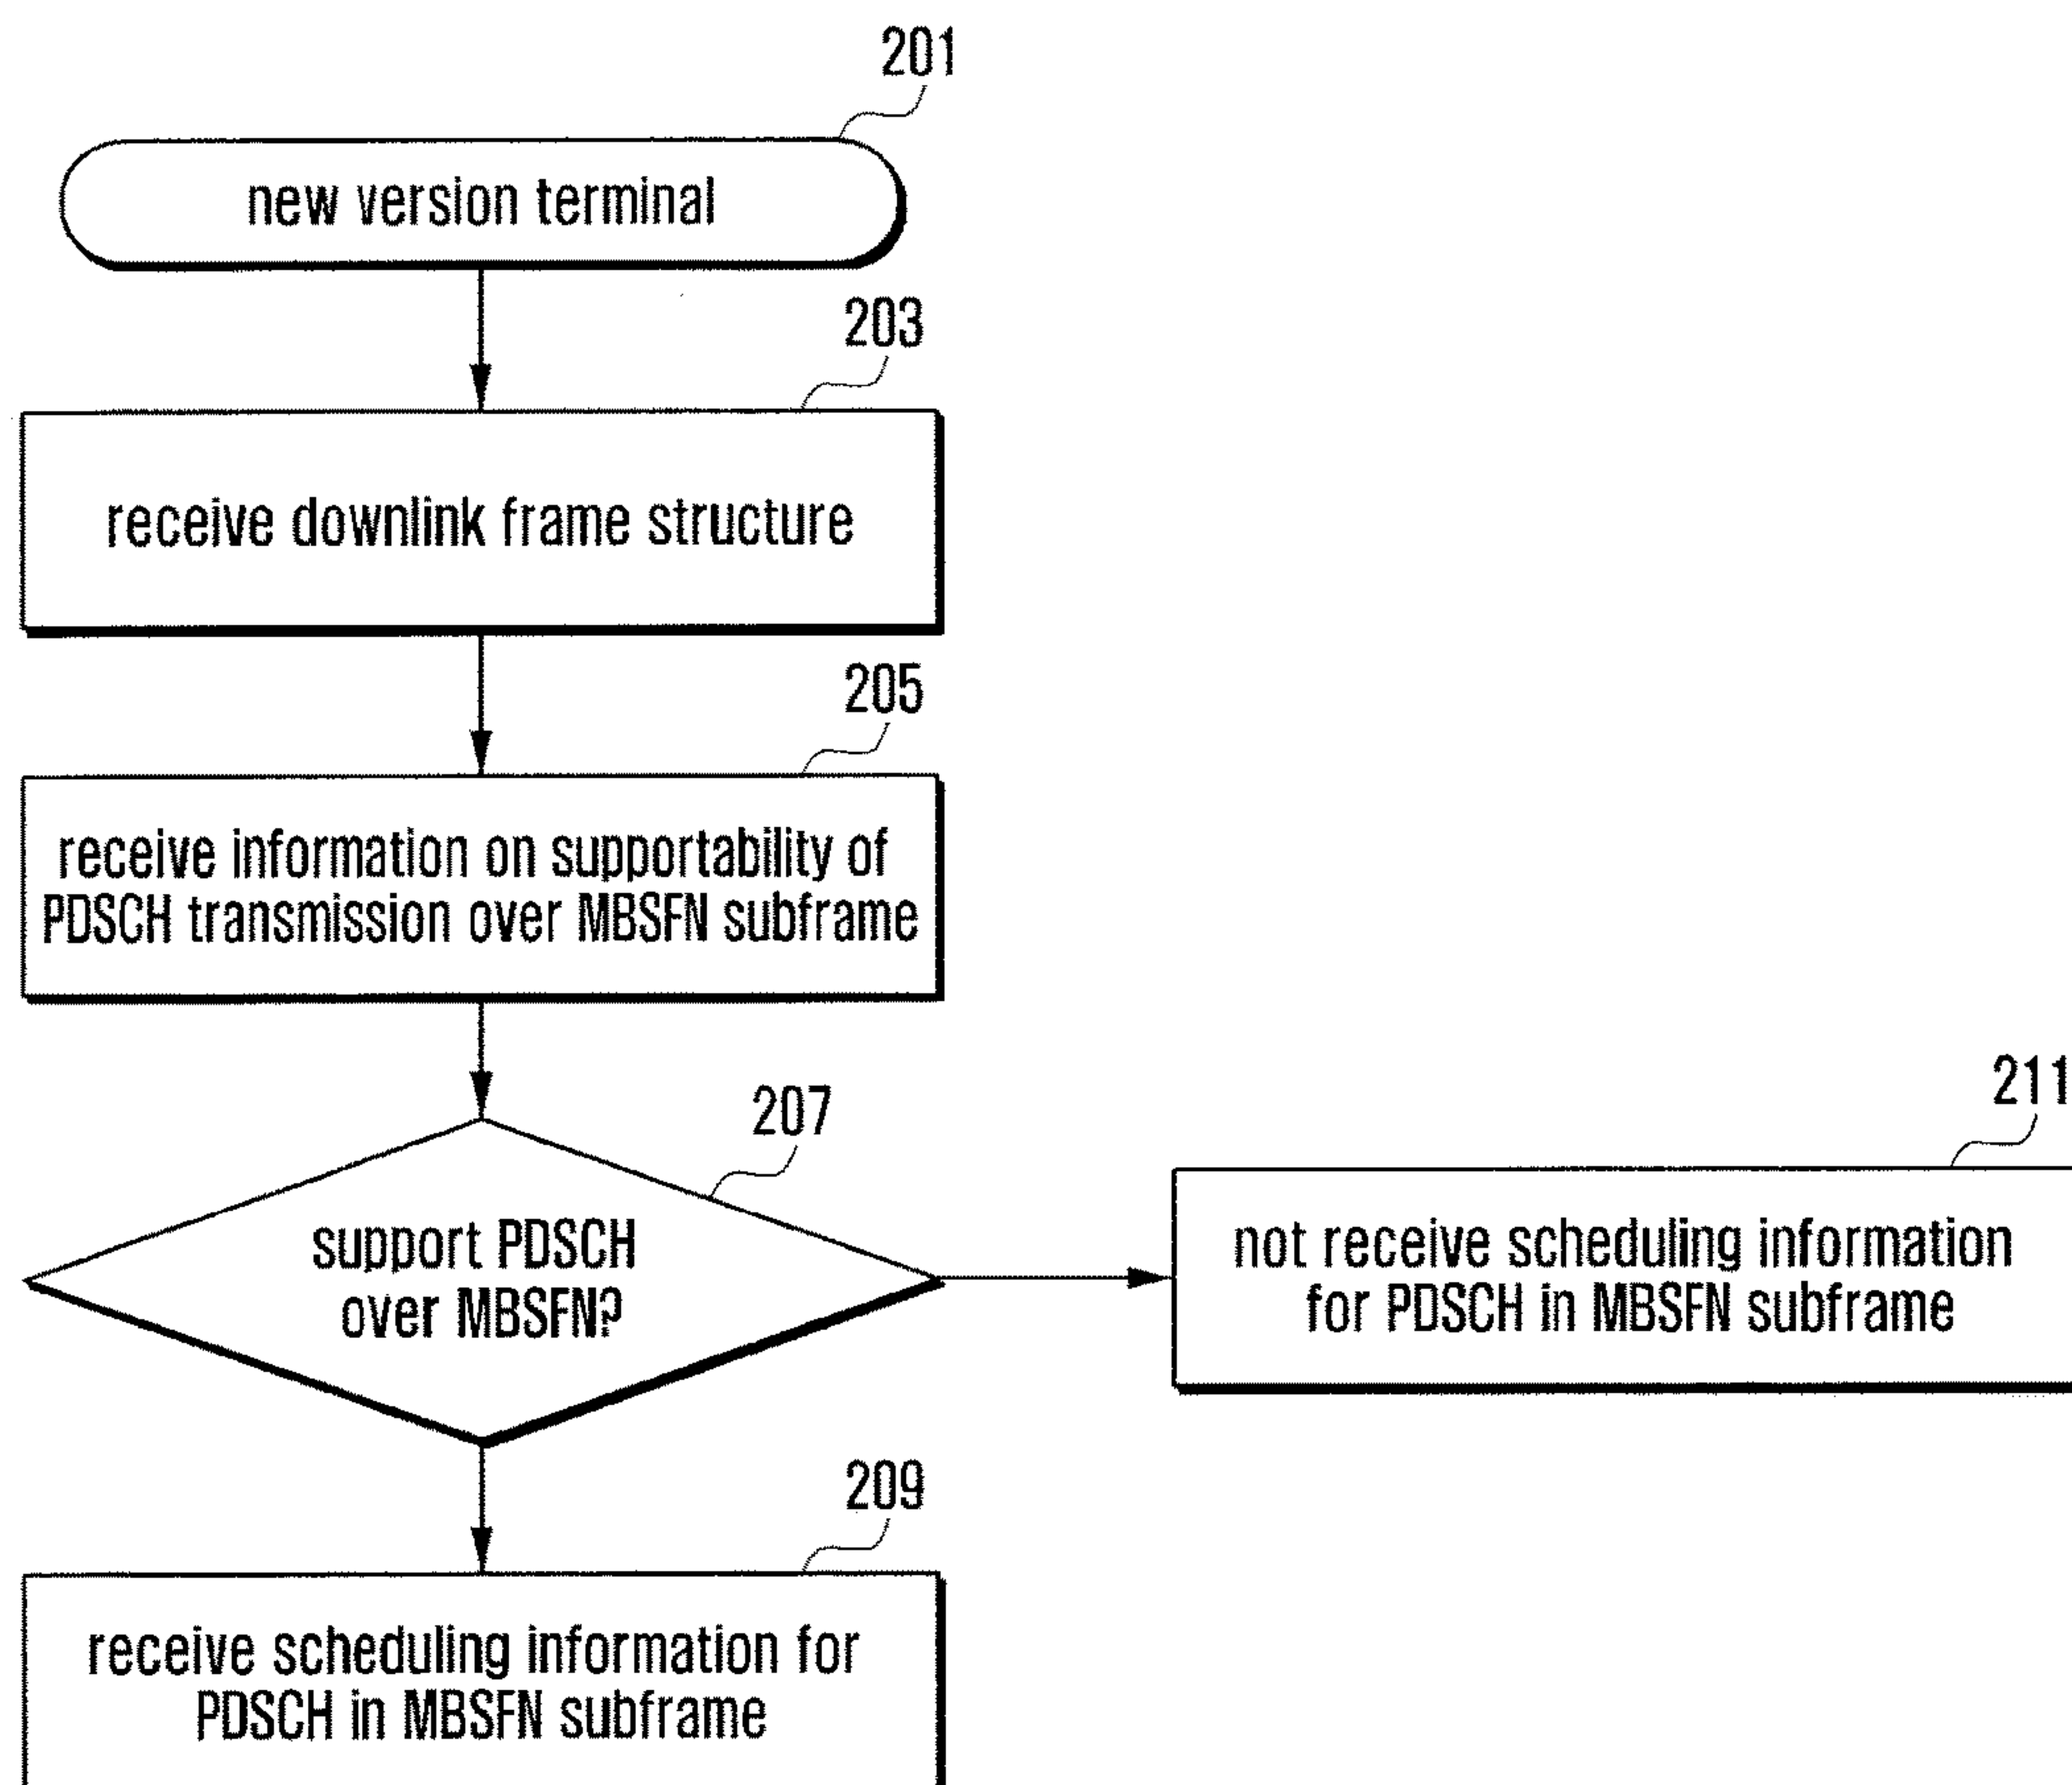 201
new version terminal
203
receive downlink frame structure
205
receive information on supportability of
PDSCH transmission over MBSFN subframe
207
support PDSCH
over MBSFN?
211
not receive scheduling information
for PDSCH in MBSFN subframe
209
receive scheduling information for
PDSCH in MBSFN subframe